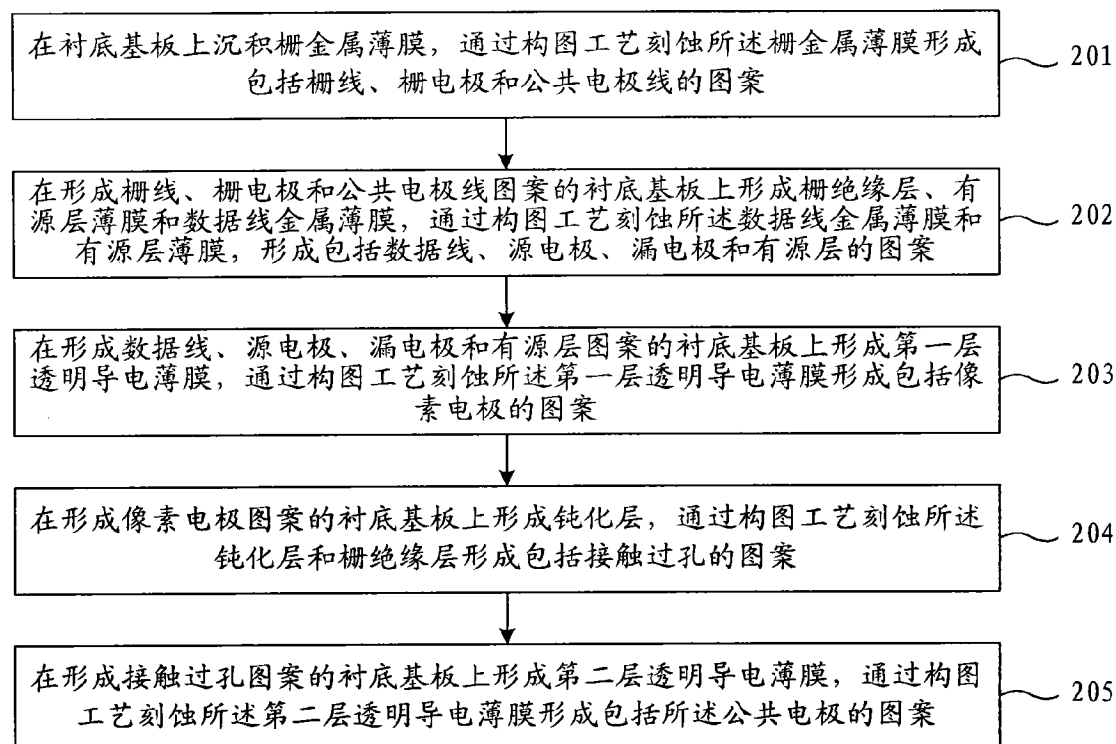 在衬底基板上沉积栅金属薄膜，通过构图工艺刻蚀所述栅金属薄膜形成
包括栅线、栅电极和公共电极线的图案
201
在形成栅线、栅电极和公共电极线图案的衬底基板上形成栅绝缘层、有
源层薄膜和数据线金属薄膜，通过构图工艺刻蚀所述数据线金属薄膜和
有源层薄膜，形成包括数据线、源电极、漏电极和有源层的图案
202
在形成数据线、源电极、漏电极和有源层图案的衬底基板上形成第一层
透明导电薄膜，通过构图工艺刻蚀所述第一层透明导电薄膜形成包括像
素电极的图案
203
在形成像素电极图案的衬底基板上形成钝化层，通过构图工艺刻蚀所述
钝化层和栅绝缘层形成包括接触过孔的图案
204
在形成接触过孔图案的衬底基板上形成第二层透明导电薄膜，通过构图
工艺刻蚀所述第二层透明导电薄膜形成包括所述公共电极的图案
205